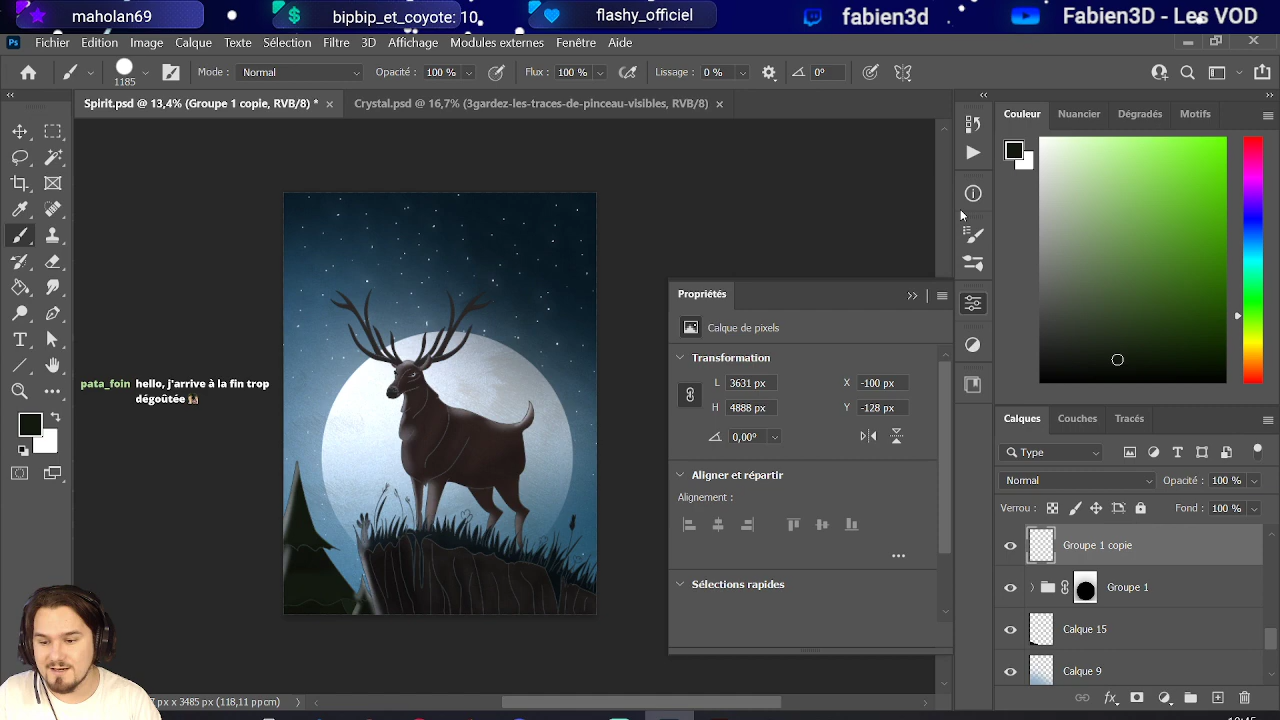 maholan69
bipbip_et_coyote: 10
flashy_officiel
fabien3d
Fabien3D - Les VOD
Ps
Fichier Edition Image Calque Texte Sélection Filtre 3D Affichage Modules externes Fenêtre Aide
1185
Mode : Normal
Opacité : 100 %
Flux : 100 %
Lissage : 0 %
0°
Spirit.psd @ 13,4% (Groupe 1 copie, RVB/8) *
Crystal.psd @ 16,7% (3gardez-les-traces-de-pinceau-visibles, RVB/8)
Couleur Nuancier Dégradés Motifs
Propriétés
Calque de pixels
Transformation
L 3631 px X -100 px
H 4888 px Y -128 px
0,00°
Aligner et répartir
Alignement :
Sélections rapides
pata_foin hello, j'arrive à la fin trop
dégoûtée
Calques Couches Tracés
Type
Normal Opacité : 100 %
Verrou : Fond : 100 %
Groupe 1 copie
Groupe 1
Calque 15
Calque 9
px x 3485 px (118,11 ppcm)